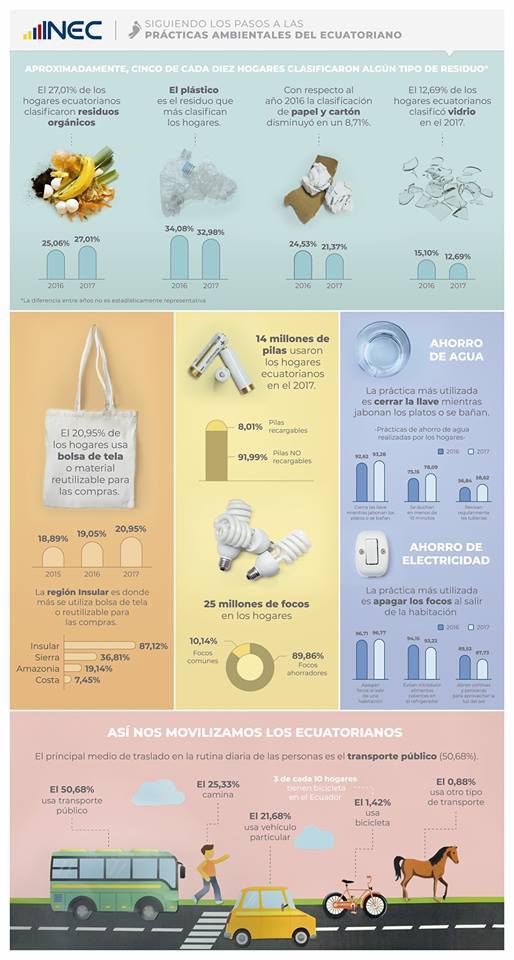 INEC
SIGUIENDO LOS PASOS A LAS
PRÁCTICAS AMBIENTALES DEL ECUATORIANO
APROXIMADAMENTE, CINCO DE CADA DIEZ HOGARES CLASIFICARON ALGÚN TIPO DE RESIDUO*
El 27,01% de los
hogares ecuatorianos
clasificaron residuos
orgánicos
25,06%
27,01%
2016
2017
El plástico
es el residuo que
más clasifican
los hogares.
34,08%
32,98%
2016
2017
Con respecto al
año 2016 la clasificación
de papel y cartón
disminuyó en un 8,71%.
24,53%
21,37%
2016
2017
El 12,69% de los
hogares ecuatorianos
clasificó vidrio
en el 2017.
15,10%
12,69%
2016
2017
*La diferencia entre años no es estadísticamente representativa
El 20,95% de
los hogares usa
bolsa de tela
o material
reutilizable para
las compras.
18,89%
19,05%
20,95%
2015
2016
2017
La región Insular es donde
más se utiliza bolsa de tela
o reutilizable para
las compras.
Insular 87,12%
Sierra 36,81%
Amazonia 19,14%
Costa 7,45%
14 millones de
pilas usaron
los hogares
ecuatorianos
en el 2017.
8,01%
Pilas
recargables
91,99%
Pilas NO
recargables
25 millones de focos
en los hogares
10,14%
Focos
comunes
89,86%
Focos
ahorradores
AHORRO
DE AGUA
La práctica más utilizada
es cerrar la llave mientras
jabonan los platos o se bañan.
-Prácticas de ahorro de agua
realizadas por los hogares-
2016
2017
92,62
93,28
75,15
78,09
Cierra las llave
mientras jabonan los
platos o se bañan
Se duchan
en menos de
10 minutos
Revisan
regularmente
las tuberías
AHORRO DE
ELECTRICIDAD
La práctica más utilizada
es apagar los focos al salir
de la habitación
2016
2017
96,71
96,77
94,15
93,22
87,73
Apagan
focos al salir
de una
habitación
Evitan introducir
alimentos
calientes en
el refrigerador
Abren cortinas
y persianas
para aprovechar la
luz del sol
ASÍ NOS MOVILIZAMOS LOS ECUATORIANOS
El principal medio de traslado en la rutina diaria de las personas es el transporte público (50,68%).
El 50,68%
usa transporte
público
El 25,33%
camina
El 21,68%
usa vehículo
particular
3 de cada 10 hogares
tienen bicicleta
en el Ecuador
El 1,42%
usa
bicicleta
El 0,88%
usa otro tipo
de transporte